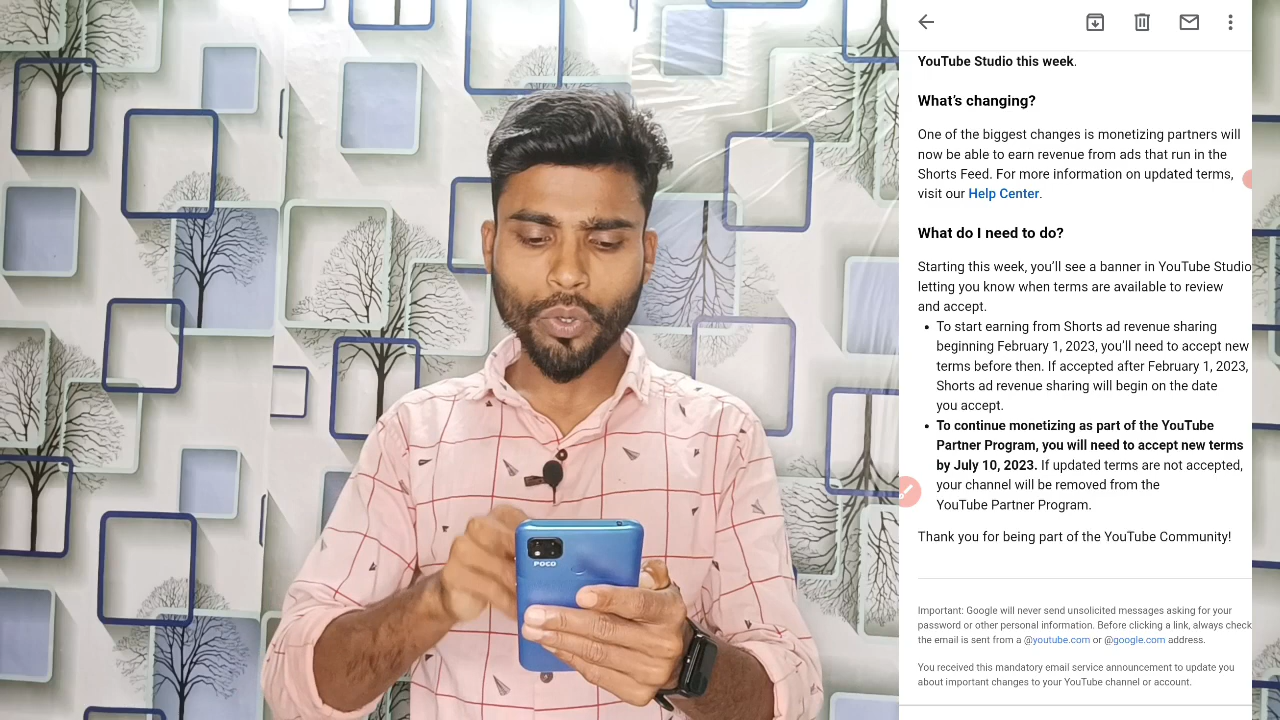 YouTube Studio this week.
What's changing?
One of the biggest changes is monetizing partners will
now be able to earn revenue from ads that run in the
Shorts Feed. For more information on updated terms,
visit our Help Center.
What do I need to do?
Starting this week, you'll see a banner in YouTube Studio
letting you know when terms are available to review
and accept.
• To start earning from Shorts ad revenue sharing
beginning February 1, 2023, you'll need to accept new
terms before then. If accepted after February 1, 2023,
Shorts ad revenue sharing will begin on the date
you accept.
• To continue monetizing as part of the YouTube
Partner Program, you will need to accept new terms
by July 10, 2023. If updated terms are not accepted,
your channel will be removed from the
YouTube Partner Program.
Thank you for being part of the YouTube Community!
Important: Google will never send unsolicited messages asking for your
password or other personal information. Before clicking a link, always check
the email is sent from a @youtube.com or @google.com address.
You received this mandatory email service announcement to update you
about important changes to your YouTube channel or account.
POCO